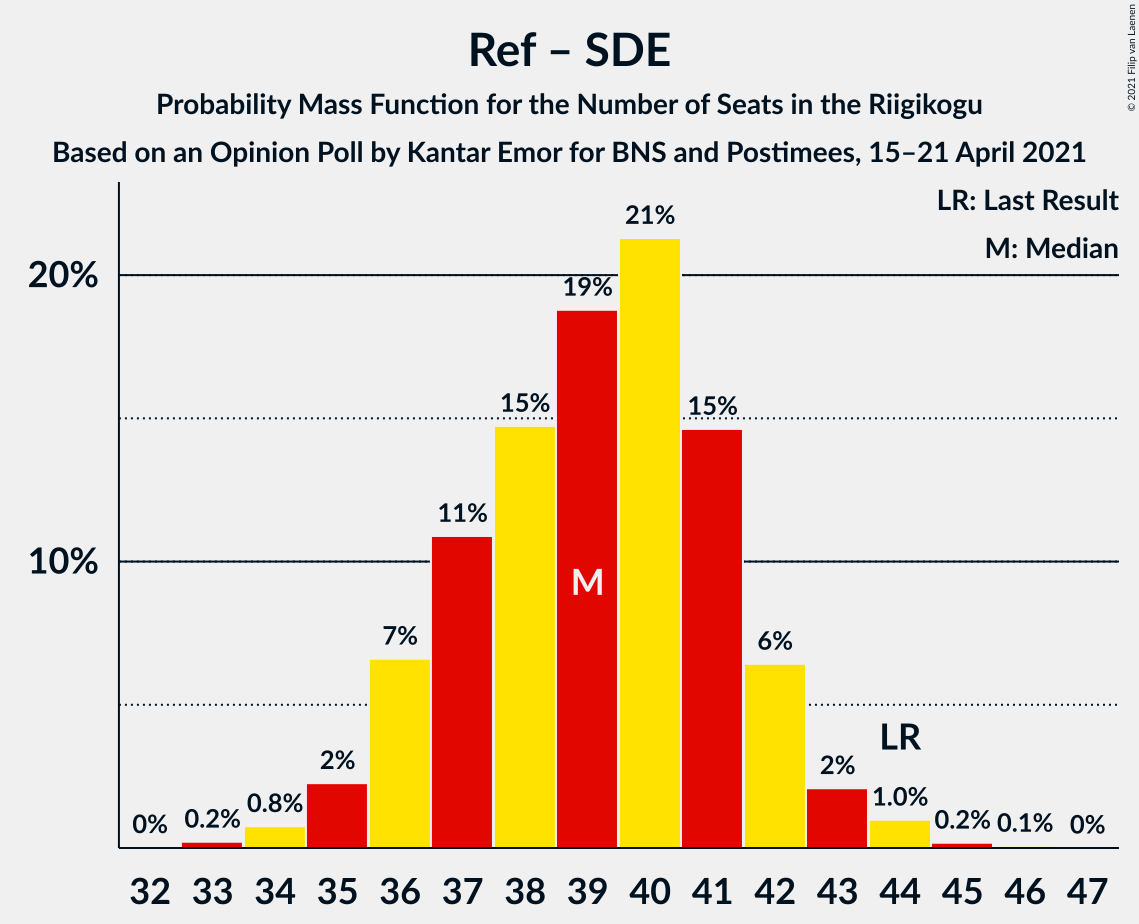 Ref – SDE
Probability Mass Function for the Number of Seats in the Riigikogu
Based on an Opinion Poll by Kantar Emor for BNS and Postimees, 15–21 April 2021
© 2021 Filip van Laenen
LR: Last Result
M: Median
20%
10%
0%
0.2%
0.8%
2%
7%
11%
15%
19%
21%
15%
6%
2%
1.0%
0.2%
0.1%
0%
M
LR
32 33 34 35 36 37 38 39 40 41 42 43 44 45 46 47